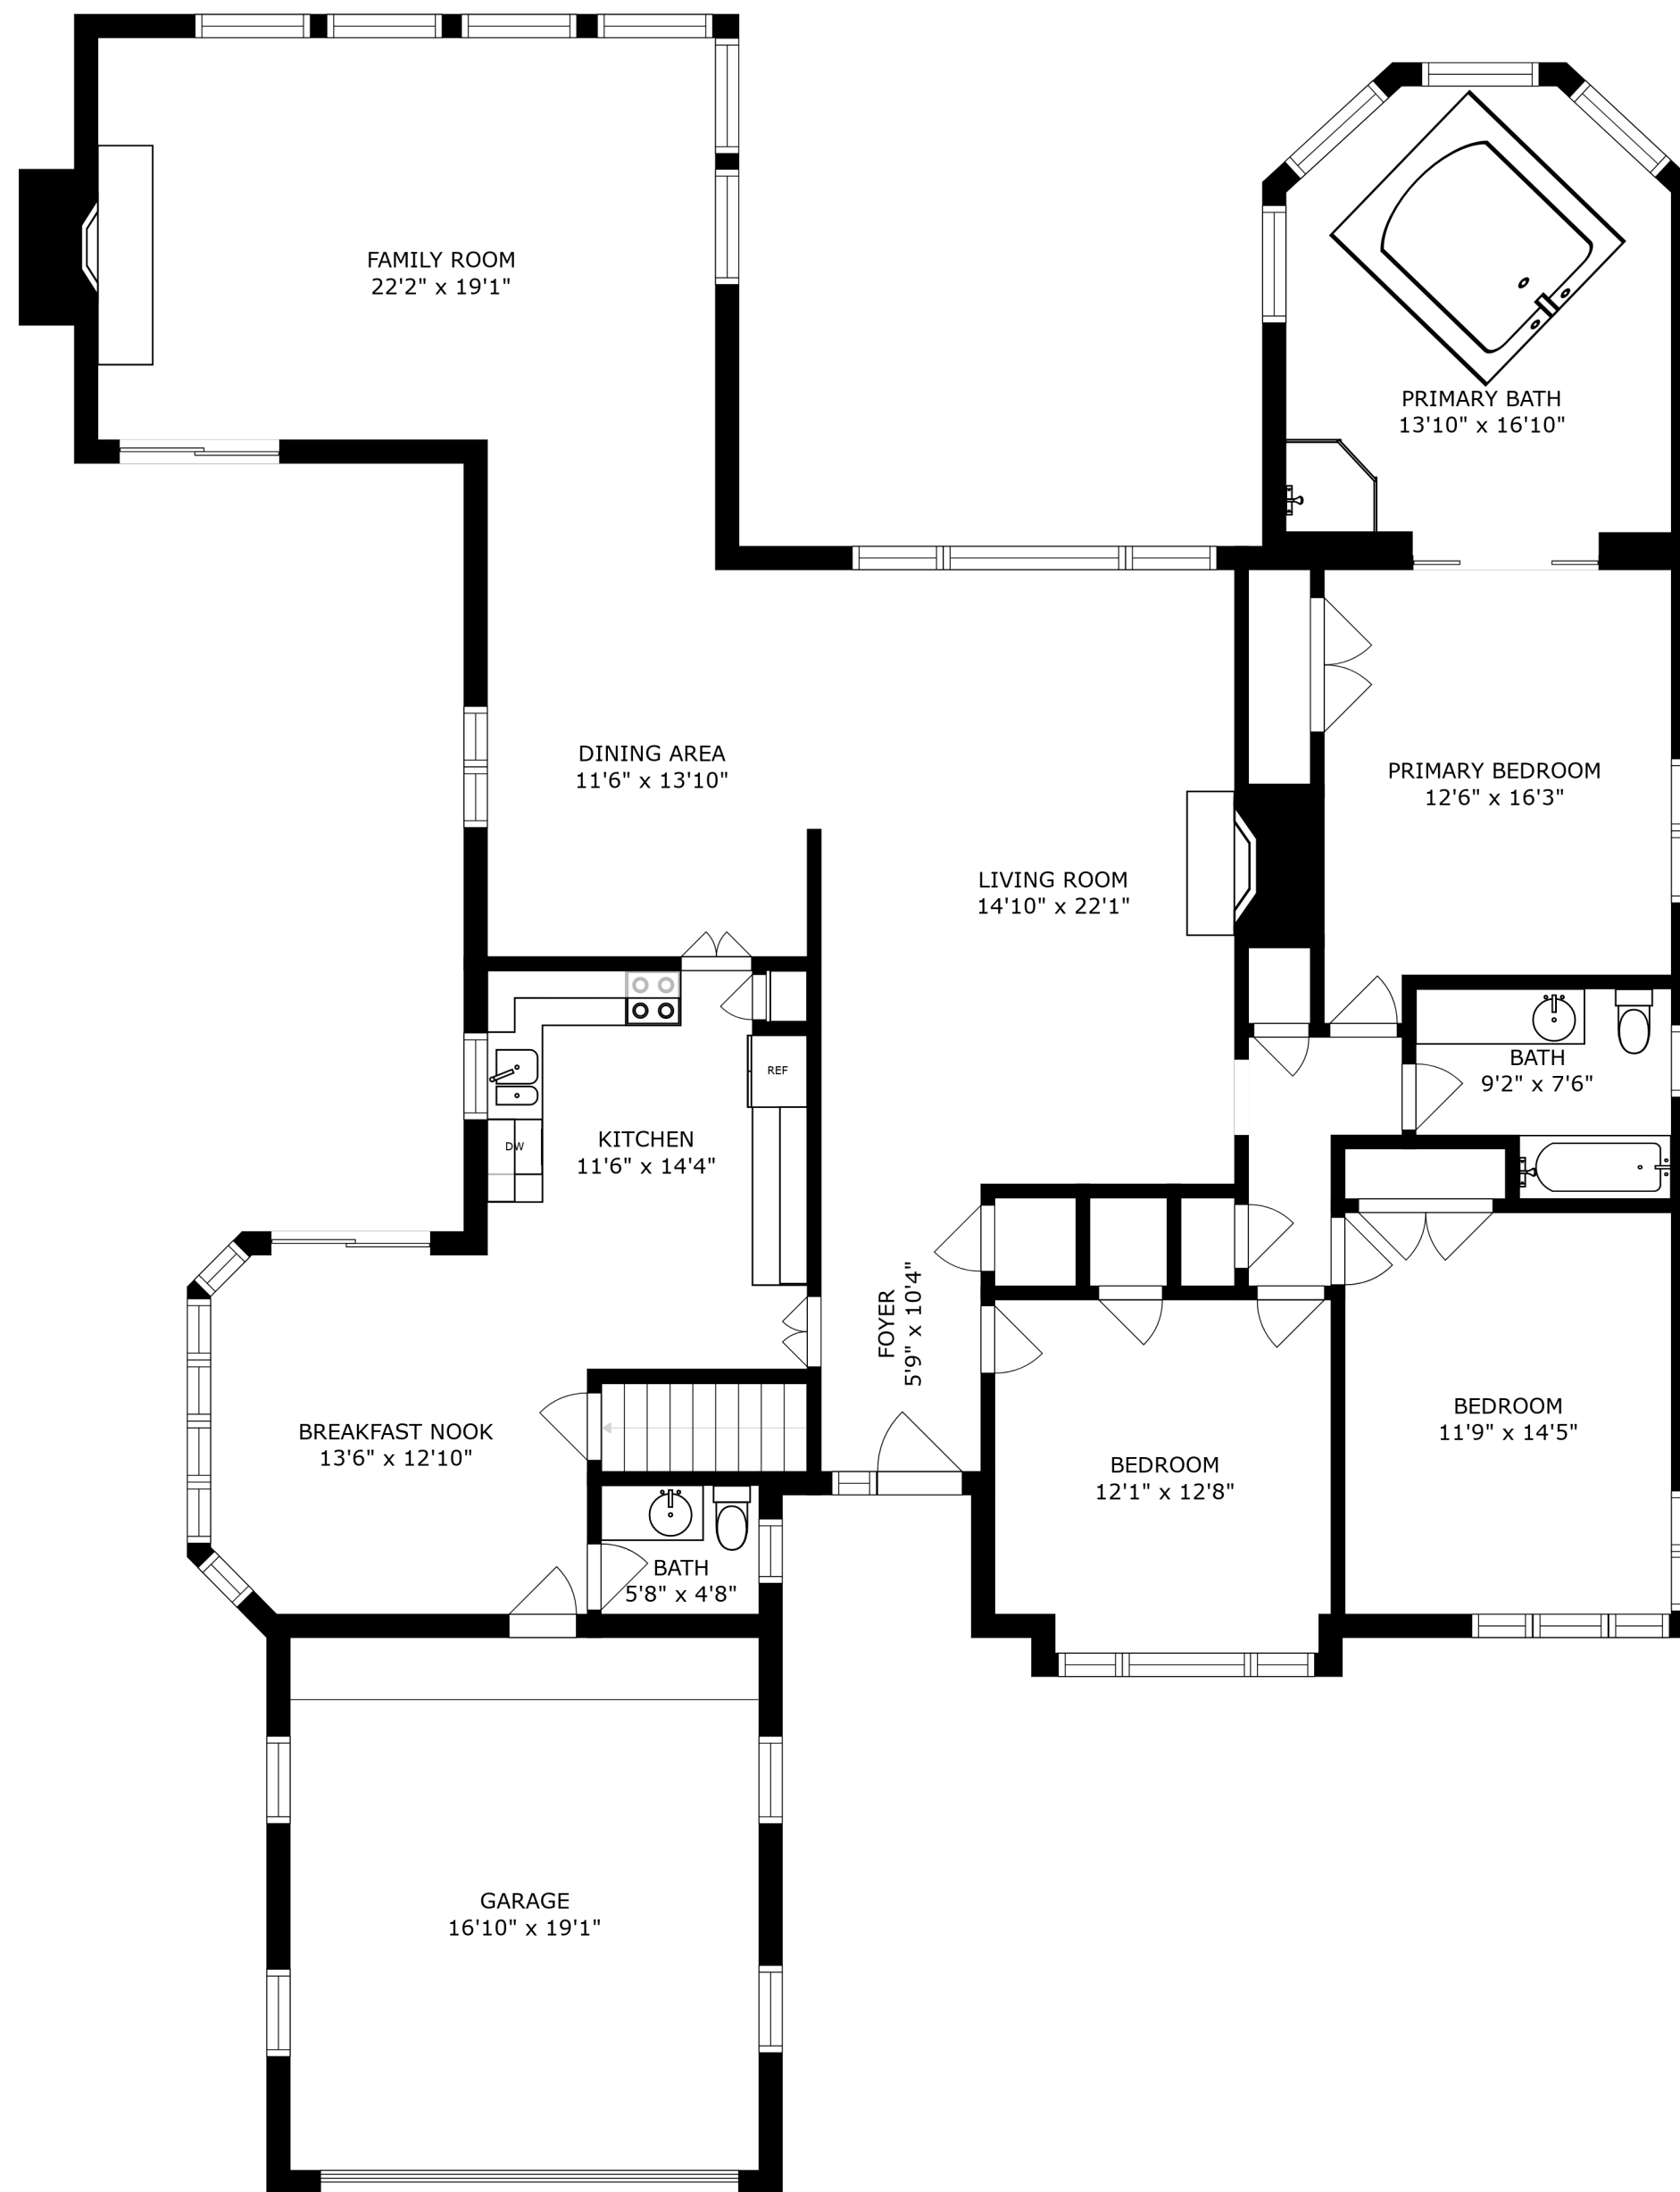 FAMILY ROOM
22'2" x 19'1"
PRIMARY BATH
13'10" x 16'10"
DINING AREA
11'6" x 13'10"
PRIMARY BEDROOM
12'6" x 16'3"
LIVING ROOM
14'10" x 22'1"
REF
BATH
9'2" x 7'6"
KITCHEN
11'6" x 14'4"
DW
FOYER
5'9" x 10'4"
BREAKFAST NOOK
13'6" x 12'10"
BEDROOM
11'9" x 14'5"
BEDROOM
12'1" x 12'8"
BATH
5'8" x 4'8"
GARAGE
16'10" x 19'1"